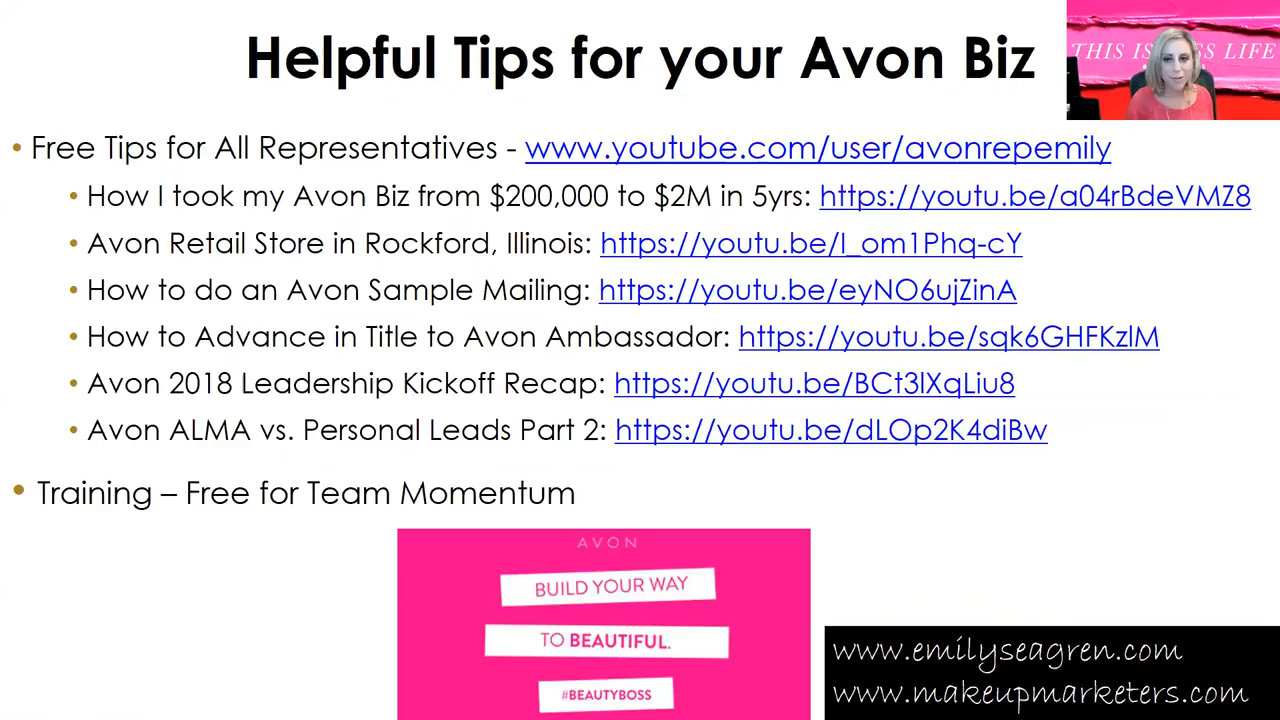 Helpful Tips for your Avon Biz
THIS IS LIFE
• Free Tips for All Representatives - www.youtube.com/user/avonrepemily
• How I took my Avon Biz from $200,000 to $2M in 5yrs: https://youtu.be/a04rBdeVMZ8
• Avon Retail Store in Rockford, Illinois: https://youtu.be/I_om1Phq-cY
• How to do an Avon Sample Mailing: https://youtu.be/eyNO6ujZinA
• How to Advance in Title to Avon Ambassador: https://youtu.be/sqk6GHFKzlM
• Avon 2018 Leadership Kickoff Recap: https://youtu.be/BCt3lXqLiu8
• Avon ALMA vs. Personal Leads Part 2: https://youtu.be/dLOp2K4diBw
• Training – Free for Team Momentum
AVON
BUILD YOUR WAY
TO BEAUTIFUL.
#BEAUTYBOSS
www.emilyseagren.com
www.makeupmarketers.com